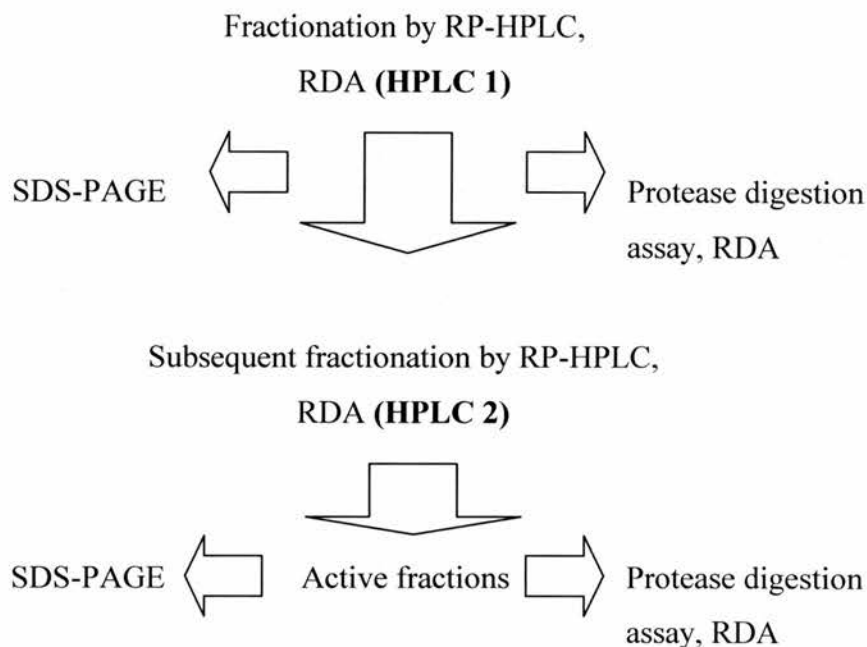 Fractionation by RP-HPLC,
RDA (HPLC 1)
SDS-PAGE
Protease digestion
assay, RDA
Subsequent fractionation by RP-HPLC,
RDA (HPLC 2)
SDS-PAGE
Active fractions
Protease digestion
assay, RDA